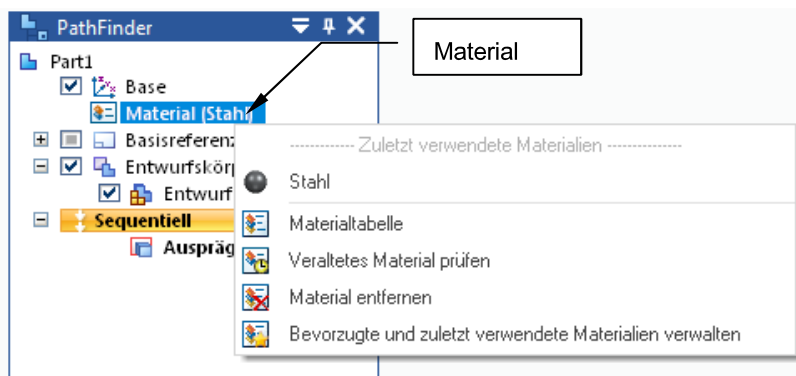 PathFinder
Material
Part1
Base
Material (Stahl)
Basisreferenz
Entwurfskörp
Entwurf
Sequentiell
Auspräg
------------ Zuletzt verwendete Materialien --------------
Stahl
Materialtabelle
Veraltetes Material prüfen
Material entfernen
Bevorzugte und zuletzt verwendete Materialien verwalten